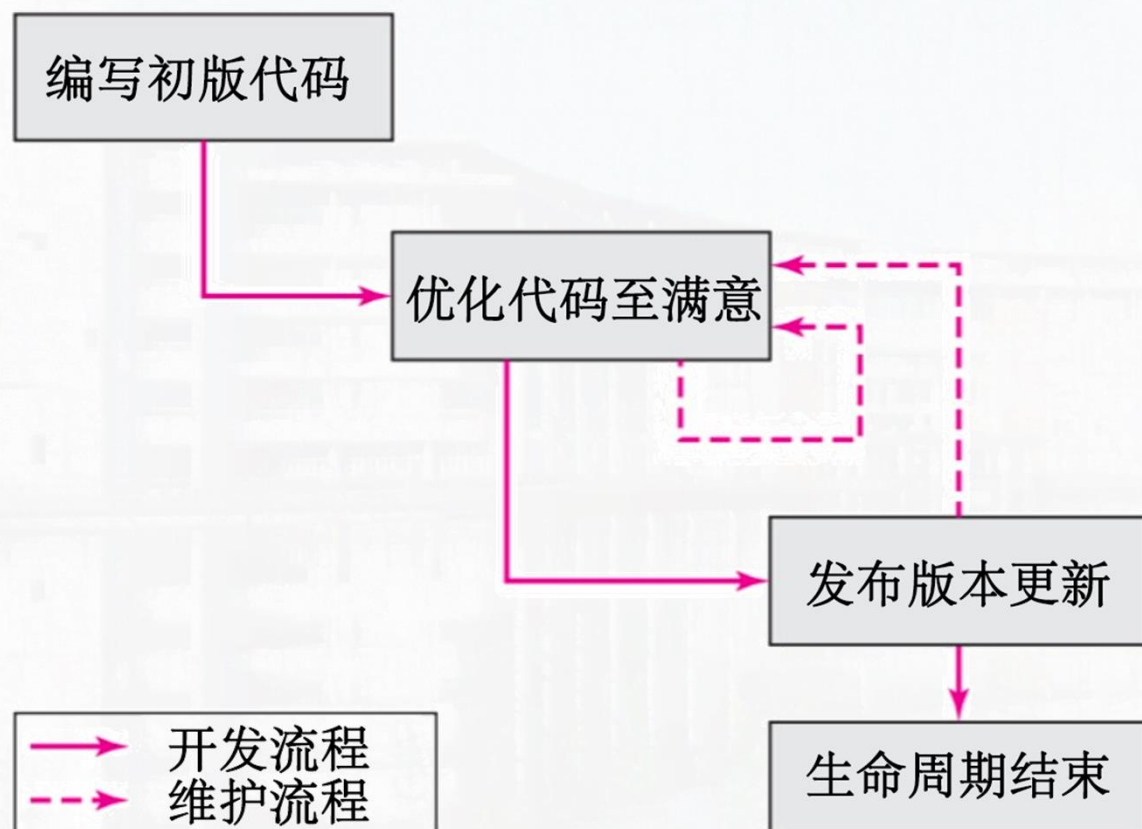 编写初版代码
优化代码至满意
发布版本更新
生命周期结束
开发流程
维护流程